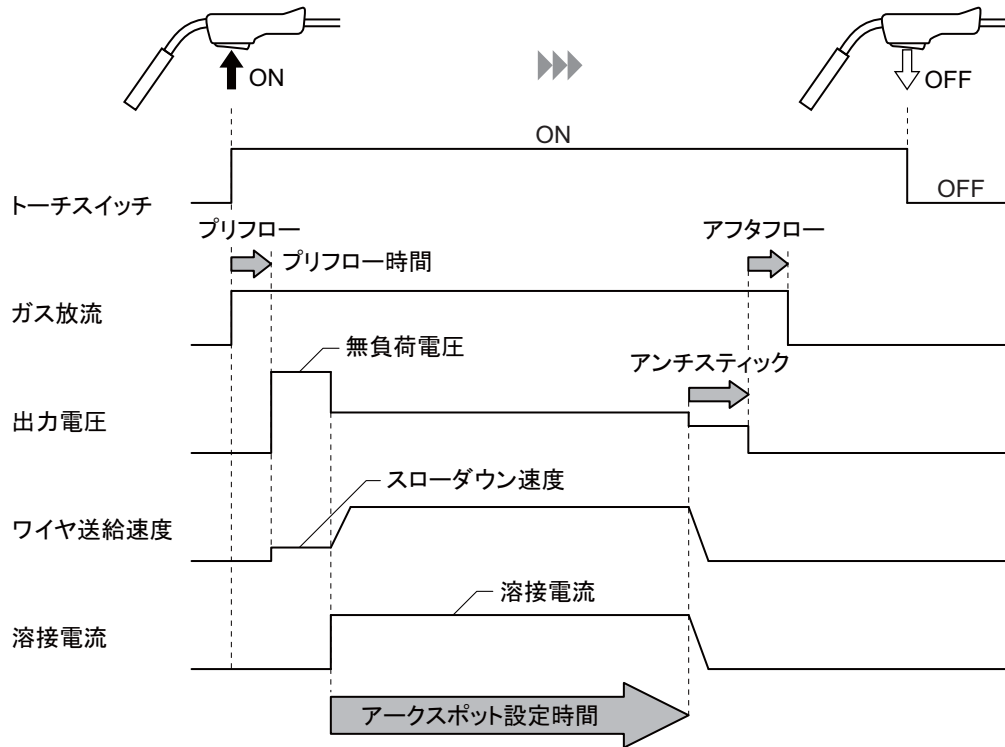 ON
OFF
ON
OFF
トーチスイッチ
プリフロー
アフタフロー
プリフロー時間
ガス放流
無負荷電圧
アンチスティック
出力電圧
スローダウン速度
ワイヤ送給速度
溶接電流
溶接電流
アークスポット設定時間